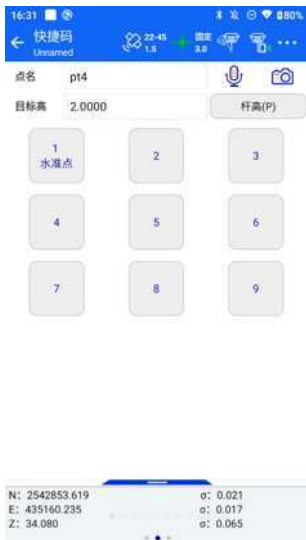 16:31 80%
快捷码
Unnamed
22-45
1.5
固定
3.0
点名 pt4
目标高 2.0000 杆高(P)
1
水准点
2
3
4
5
6
7
8
9
N: 2542853.619 σ: 0.021
E: 435160.235 σ: 0.017
Z: 34.080 σ: 0.065